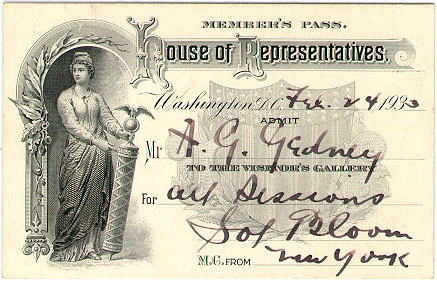 MEMBER'S PASS.
House of Representatives,
Washington, D.C. Feb. 24 1933
ADMIT
Mr A. G. Gedney
TO THE VISITOR'S GALLERY
For all Sessions
Sol Bloom
M.C. FROM New York